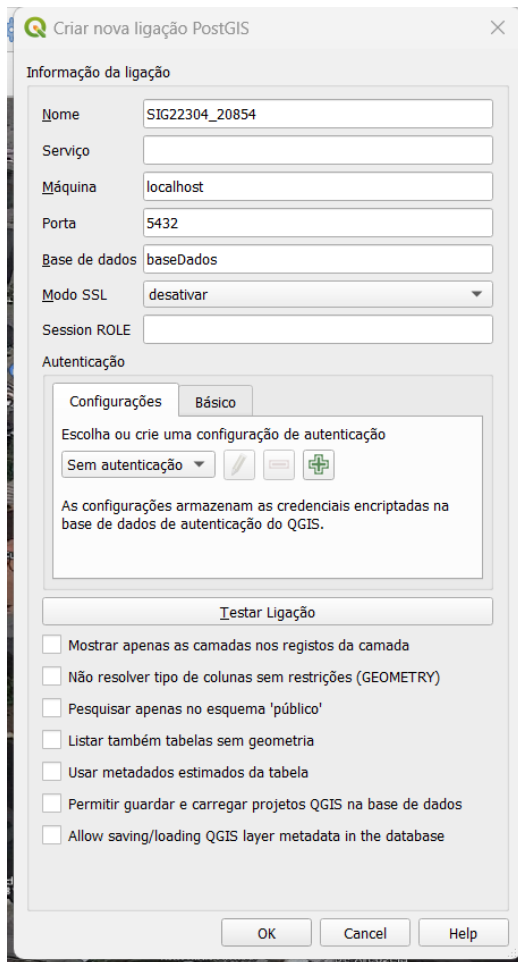 Criar nova ligação PostGIS
Informação da ligação
Nome SIG22304_20854
Serviço
Máquina localhost
Porta 5432
Base de dados baseDados
Modo SSL desativar
Session ROLE
Autenticação
Configurações Básico
Escolha ou crie uma configuração de autenticação
Sem autenticação
As configurações armazenam as credenciais encriptadas na
base de dados de autenticação do QGIS.
Testar Ligação
Mostrar apenas as camadas nos registos da camada
Não resolver tipo de colunas sem restrições (GEOMETRY)
Pesquisar apenas no esquema 'público'
Listar também tabelas sem geometria
Usar metadados estimados da tabela
Permitir guardar e carregar projetos QGIS na base de dados
Allow saving/loading QGIS layer metadata in the database
OK Cancel Help